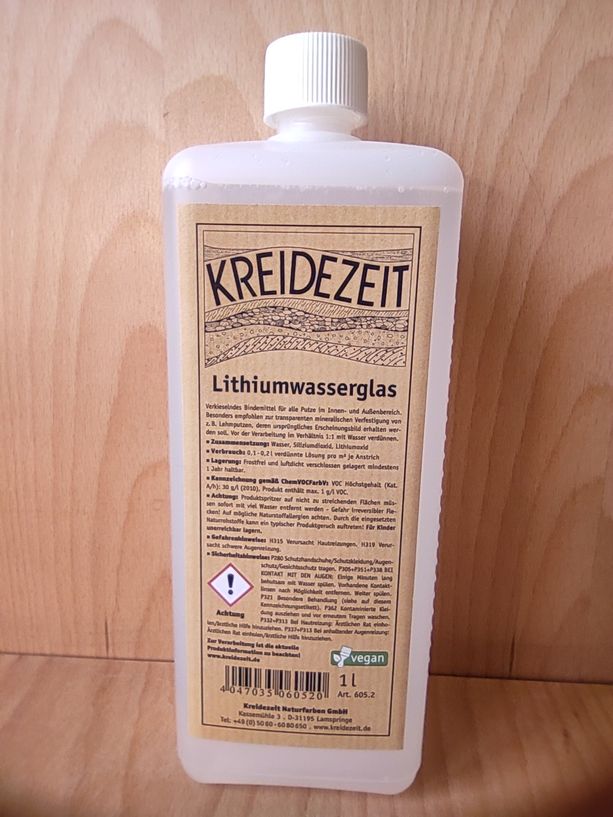 KREIDEZEIT
Lithiumwasserglas
Verkieselndes Bindemittel für alle Putze im Innen- und Außenbereich.
Besonders empfohlen zur transparenten mineralischen Verfestigung von
z.B. Lehmputzen, deren ursprüngliches Erscheinungsbild erhalten wer-
den soll. Vor der Verarbeitung im Verhältnis 1:1 mit Wasser verdünnen.
▪ Zusammensetzung: Wasser, Siliziumdioxid, Lithiumoxid
▪ Verbrauch: 0,1-0,2l verdünnte Lösung pro m² je Anstrich
▪ Lagerung: Frostfrei und luftdicht verschlossen gelagert mindestens
1 Jahr haltbar.
▪ Kennzeichnung gemäß ChemVOCFarbV: VOC Höchstgehalt (Kat.
A/h): 30 g/l (2010). Produkt enthält max. 1 g/l VOC.
▪ Achtung: Produktspritzer auf nicht zu streichenden Flächen müs-
sen sofort mit viel Wasser entfernt werden - Gefahr irreversibler Fle-
cken! Auf mögliche Naturstoffallergien achten. Durch die eingesetzten
Naturrohstoffe kann ein typischer Produktgeruch auftreten! Für Kinder
unerreichbar lagern.
▪ Gefahrenhinweise: H315 Verursacht Hautreizungen. H319 Verur-
sacht schwere Augenreizung.
▪ Sicherheitshinweise: P280 Schutzhandschuhe/Schutzkleidung/Augen-
schutz/Gesichtsschutz tragen. P305+P351+P338 BEI
KONTAKT MIT DEN AUGEN: Einige Minuten lang
behutsam mit Wasser spülen. Vorhandene Kontakt-
linsen nach Möglichkeit entfernen. Weiter spülen.
P321 Besondere Behandlung (siehe auf diesem
Kennzeichnungsetikett). P362 Kontaminierte Klei-
dung ausziehen und vor erneutem Tragen waschen.
Achtung
P332+P313 Bei Hautreizung: Ärztlichen Rat einho-
len/ärztliche Hilfe hinzuziehen. P337+P313 Bei anhaltender Augenreizung:
Ärztlichen Rat einholen/ärztliche Hilfe hinzuziehen.
Zur Verarbeitung ist die aktuelle
Produktinformation zu beachten!
www.kreidezeit.de
vegan
4 047035 060520
1 l
Art. 605.2
Kreidezeit Naturfarben GmbH
Kassemühle 3 . D-31195 Lamspringe
Tel. +49 (0) 50 60 - 60 80 650 . www.kreidezeit.de